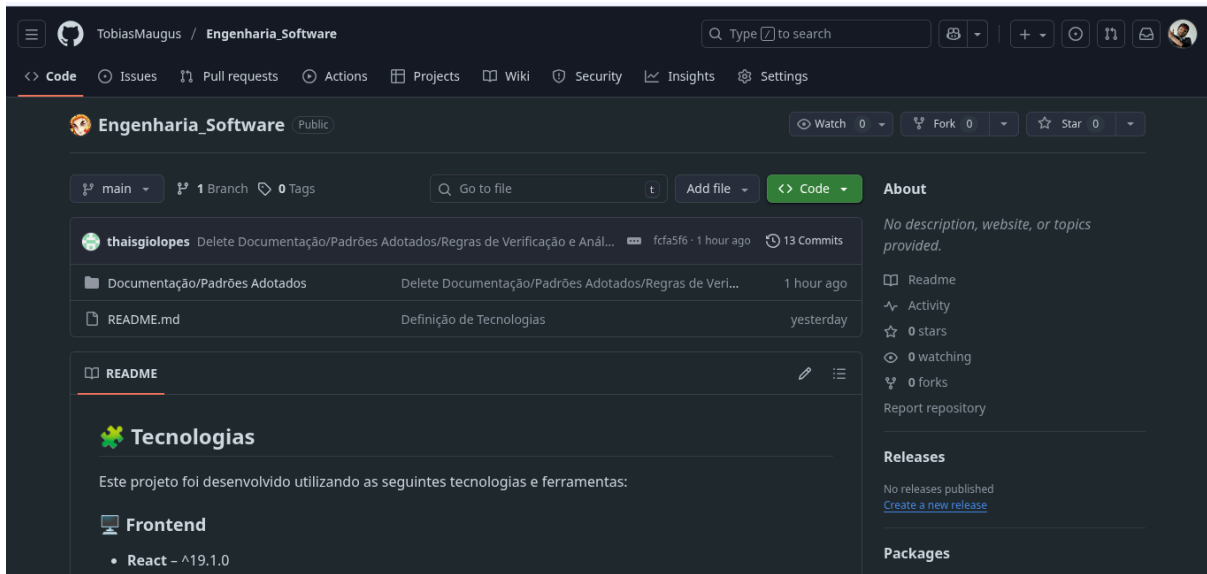 TobiasMaugus / Engenharia_Software
Type / to search
Code Issues Pull requests Actions Projects Wiki Security Insights Settings
Engenharia_Software Public
Watch 0 Fork 0 Star 0
main 1 Branch 0 Tags
Go to file t Add file Code
thaisgiolopes Delete Documentação/Padrões Adotados/Regras de Verificação e Anál... fcfa5f6 · 1 hour ago 13 Commits
Documentação/Padrões Adotados Delete Documentação/Padrões Adotados/Regras de Veri... 1 hour ago
README.md Definição de Tecnologias yesterday
README
Tecnologias
Este projeto foi desenvolvido utilizando as seguintes tecnologias e ferramentas:
Frontend
• React – ^19.1.0
About
No description, website, or topics
provided.
Readme
Activity
0 stars
0 watching
0 forks
Report repository
Releases
No releases published
Create a new release
Packages